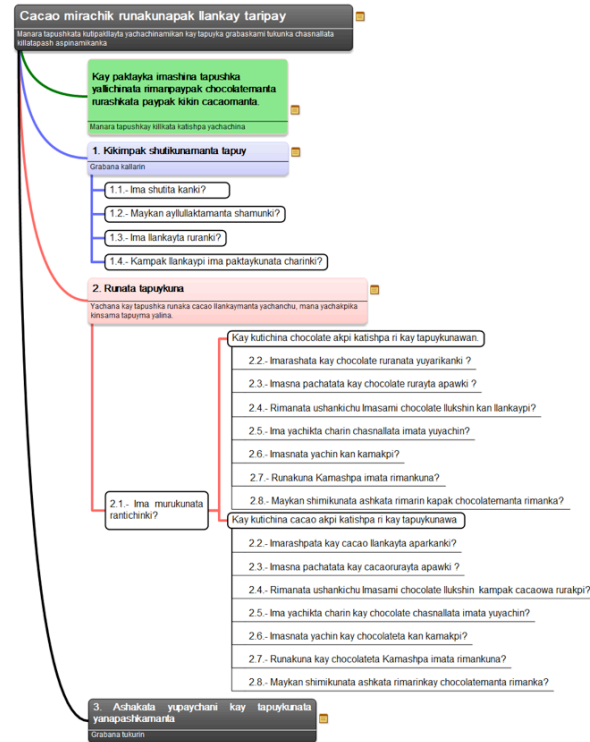 Cacao mirachik runakunapak llankay taripay
Manara tapushkata kutipakllayta yachachinamikan kay tapuyka grabaskami tukunka chasnallata
killatapash aspinamikanka
Kay paktayka imashina tapushka
yallichinata rimanpaypak chocolatemanta
rurashkata paypak kikin cacaomanta.
Manara tapushkay killkata katishpa yachachina
1. Kikimpak shutikunamanta tapuy
Grabana kallarin
1.1.- Ima shutita kanki?
1.2.- Maykan ayllullaktamanta shamunki?
1.3.- Ima llankayta ruranki?
1.4.- Kampak llankaypi ima paktaykunata charinki?
2. Runata tapuykuna
Yachana kay tapushka runaka cacao llankaymanta yachanchu, mana yachakpika
kinsama tapuyma yalina.
2.1.- Ima murukunata
rantichinki?
Kay kutichina chocolate akpi katishpa ri kay tapuykunawan.
2.2.- Imarashata kay chocolate ruranata yuyarikanki ?
2.3.- Imasna pachatata kay chocolate rurayta apawki ?
2.4.- Rimanata ushankichu Imasami chocolate llukshin kan llankaypi?
2.5.- Ima yachikta charin chasnallata imata yuyachin?
2.6.- Imasnata yachin kan kamakpi?
2.7.- Runakuna Kamashpa imata rimankuna?
2.8.- Maykan shimikunata ashkata rimarin kapak chocolatemanta rimanka?
Kay kutichina cacao akpi katishpa ri kay tapuykunawa
2.2- Imarashpata kay cacao llankayta aparkanki?
2.3.- Imasna pachatata kay cacaorurayta apawki ?
2.4.- Rimanata ushankichu Imasami chocolate llukshin kampak cacaowa rurakpi?
2.5.- Ima yachikta charin kay chocolate chasnallata imata yuyachin?
2.6.- Imasnata yachin kay chocolateta kan kamakpi?
2.7.- Runakuna kay chocolateta Kamashpa imata rimankuna?
2.8.- Maykan shimikunata ashkata rimarinkay chocolatemanta rimanka?
3. Ashakata yupaychani kay tapuykunata
yanapashkamanta
Grabana tukurin